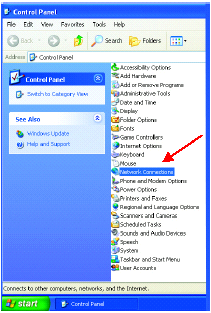 Control Panel
File Edit View Favorites Tools Help
Back Search Folders
Address Control Panel
Control Panel
Switch to Category View
See Also
Windows Update
Help and Support
Accessibility Options
Add Hardware
Add or Remove Programs
Administrative Tools
Date and Time
Display
Folder Options
Fonts
Game Controllers
Internet Options
Keyboard
Mouse
Network Connections
Phone and Modem Options
Power Options
Printers and Faxes
Regional and Language Options
Scanners and Cameras
Scheduled Tasks
Sounds and Audio Devices
Speech
System
Taskbar and Start Menu
User Accounts
Connects to other computers, networks, and the Internet.
start Control Panel